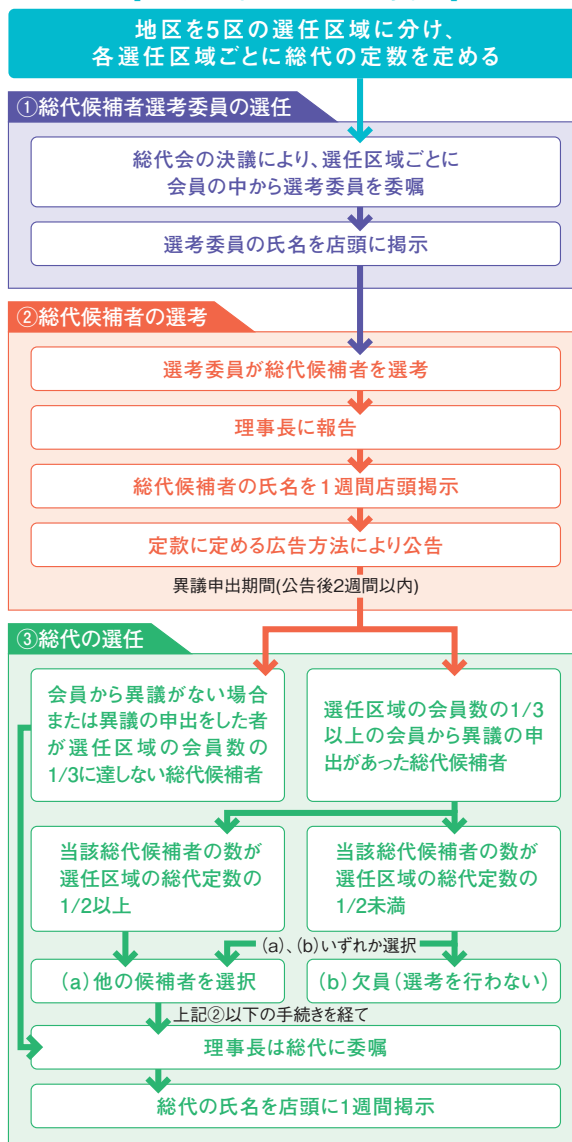 地区を5区の選任区域に分け、
各選任区域ごとに総代の定数を定める
①総代候補者選考委員の選任
総代会の決議により、選任区域ごとに
会員の中から選考委員を委嘱
選考委員の氏名を店頭に掲示
②総代候補者の選考
選考委員が総代候補者を選考
理事長に報告
総代候補者の氏名を1週間店頭掲示
定款に定める広告方法により公告
異議申出期間(公告後2週間以内)
③総代の選任
会員から異議がない場合
または異議の申出をした者
が選任区域の会員数の
1/3に達しない総代候補者
選任区域の会員数の1/3
以上の会員から異議の申
出があった総代候補者
当該総代候補者の数が
選任区域の総代定数の
1/2以上
当該総代候補者の数が
選任区域の総代定数の
1/2未満
(a)、(b)いずれか選択
(a)他の候補者を選択
(b)欠員(選考を行わない)
上記②以下の手続きを経て
理事長は総代に委嘱
総代の氏名を店頭に1週間掲示